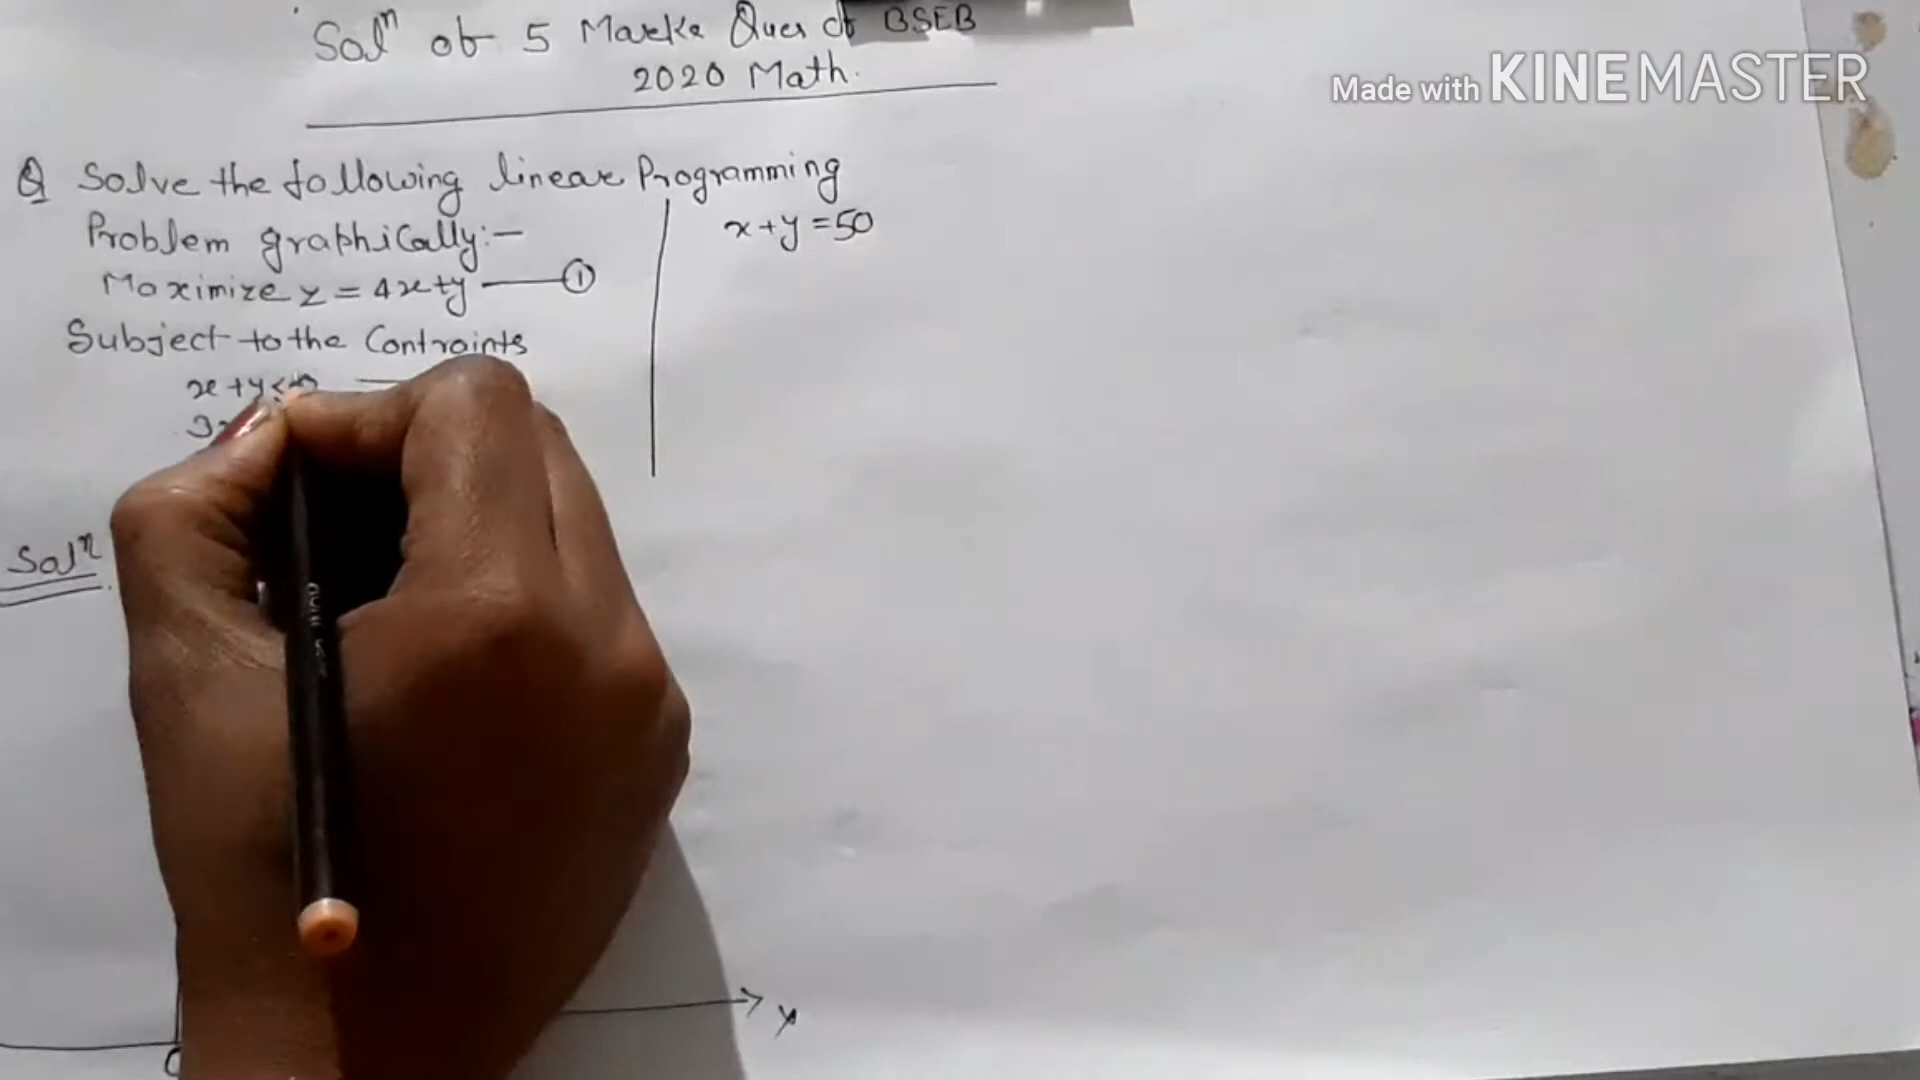 Solⁿ of 5 Marks Ques of BSEB
2020 Math.
Made with KINEMASTER
Q Solve the following linear Programming
Problem graphically:-
Maximize z = 4x+y —— ①
Subject to the Contraints
x+y≤
3x
x+y=50
Solⁿ
X